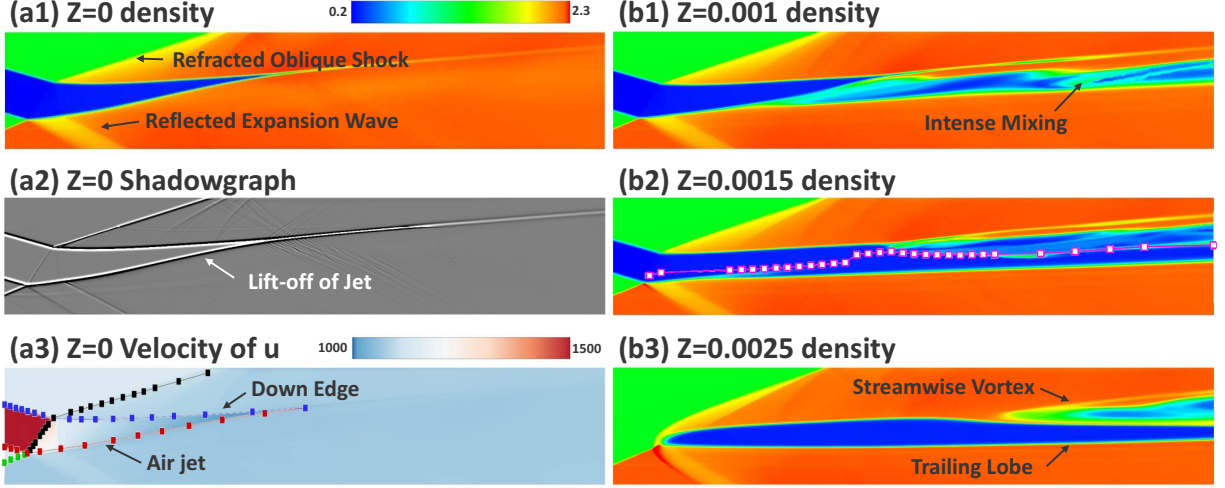 (a1) Z=0 density
0.2
2.3
Refracted Oblique Shock
Reflected Expansion Wave
(b1) Z=0.001 density
Intense Mixing
(a2) Z=0 Shadowgraph
Lift-off of Jet
(b2) Z=0.0015 density
(a3) Z=0 Velocity of u
1000
1500
Down Edge
Air jet
(b3) Z=0.0025 density
Streamwise Vortex
Trailing Lobe